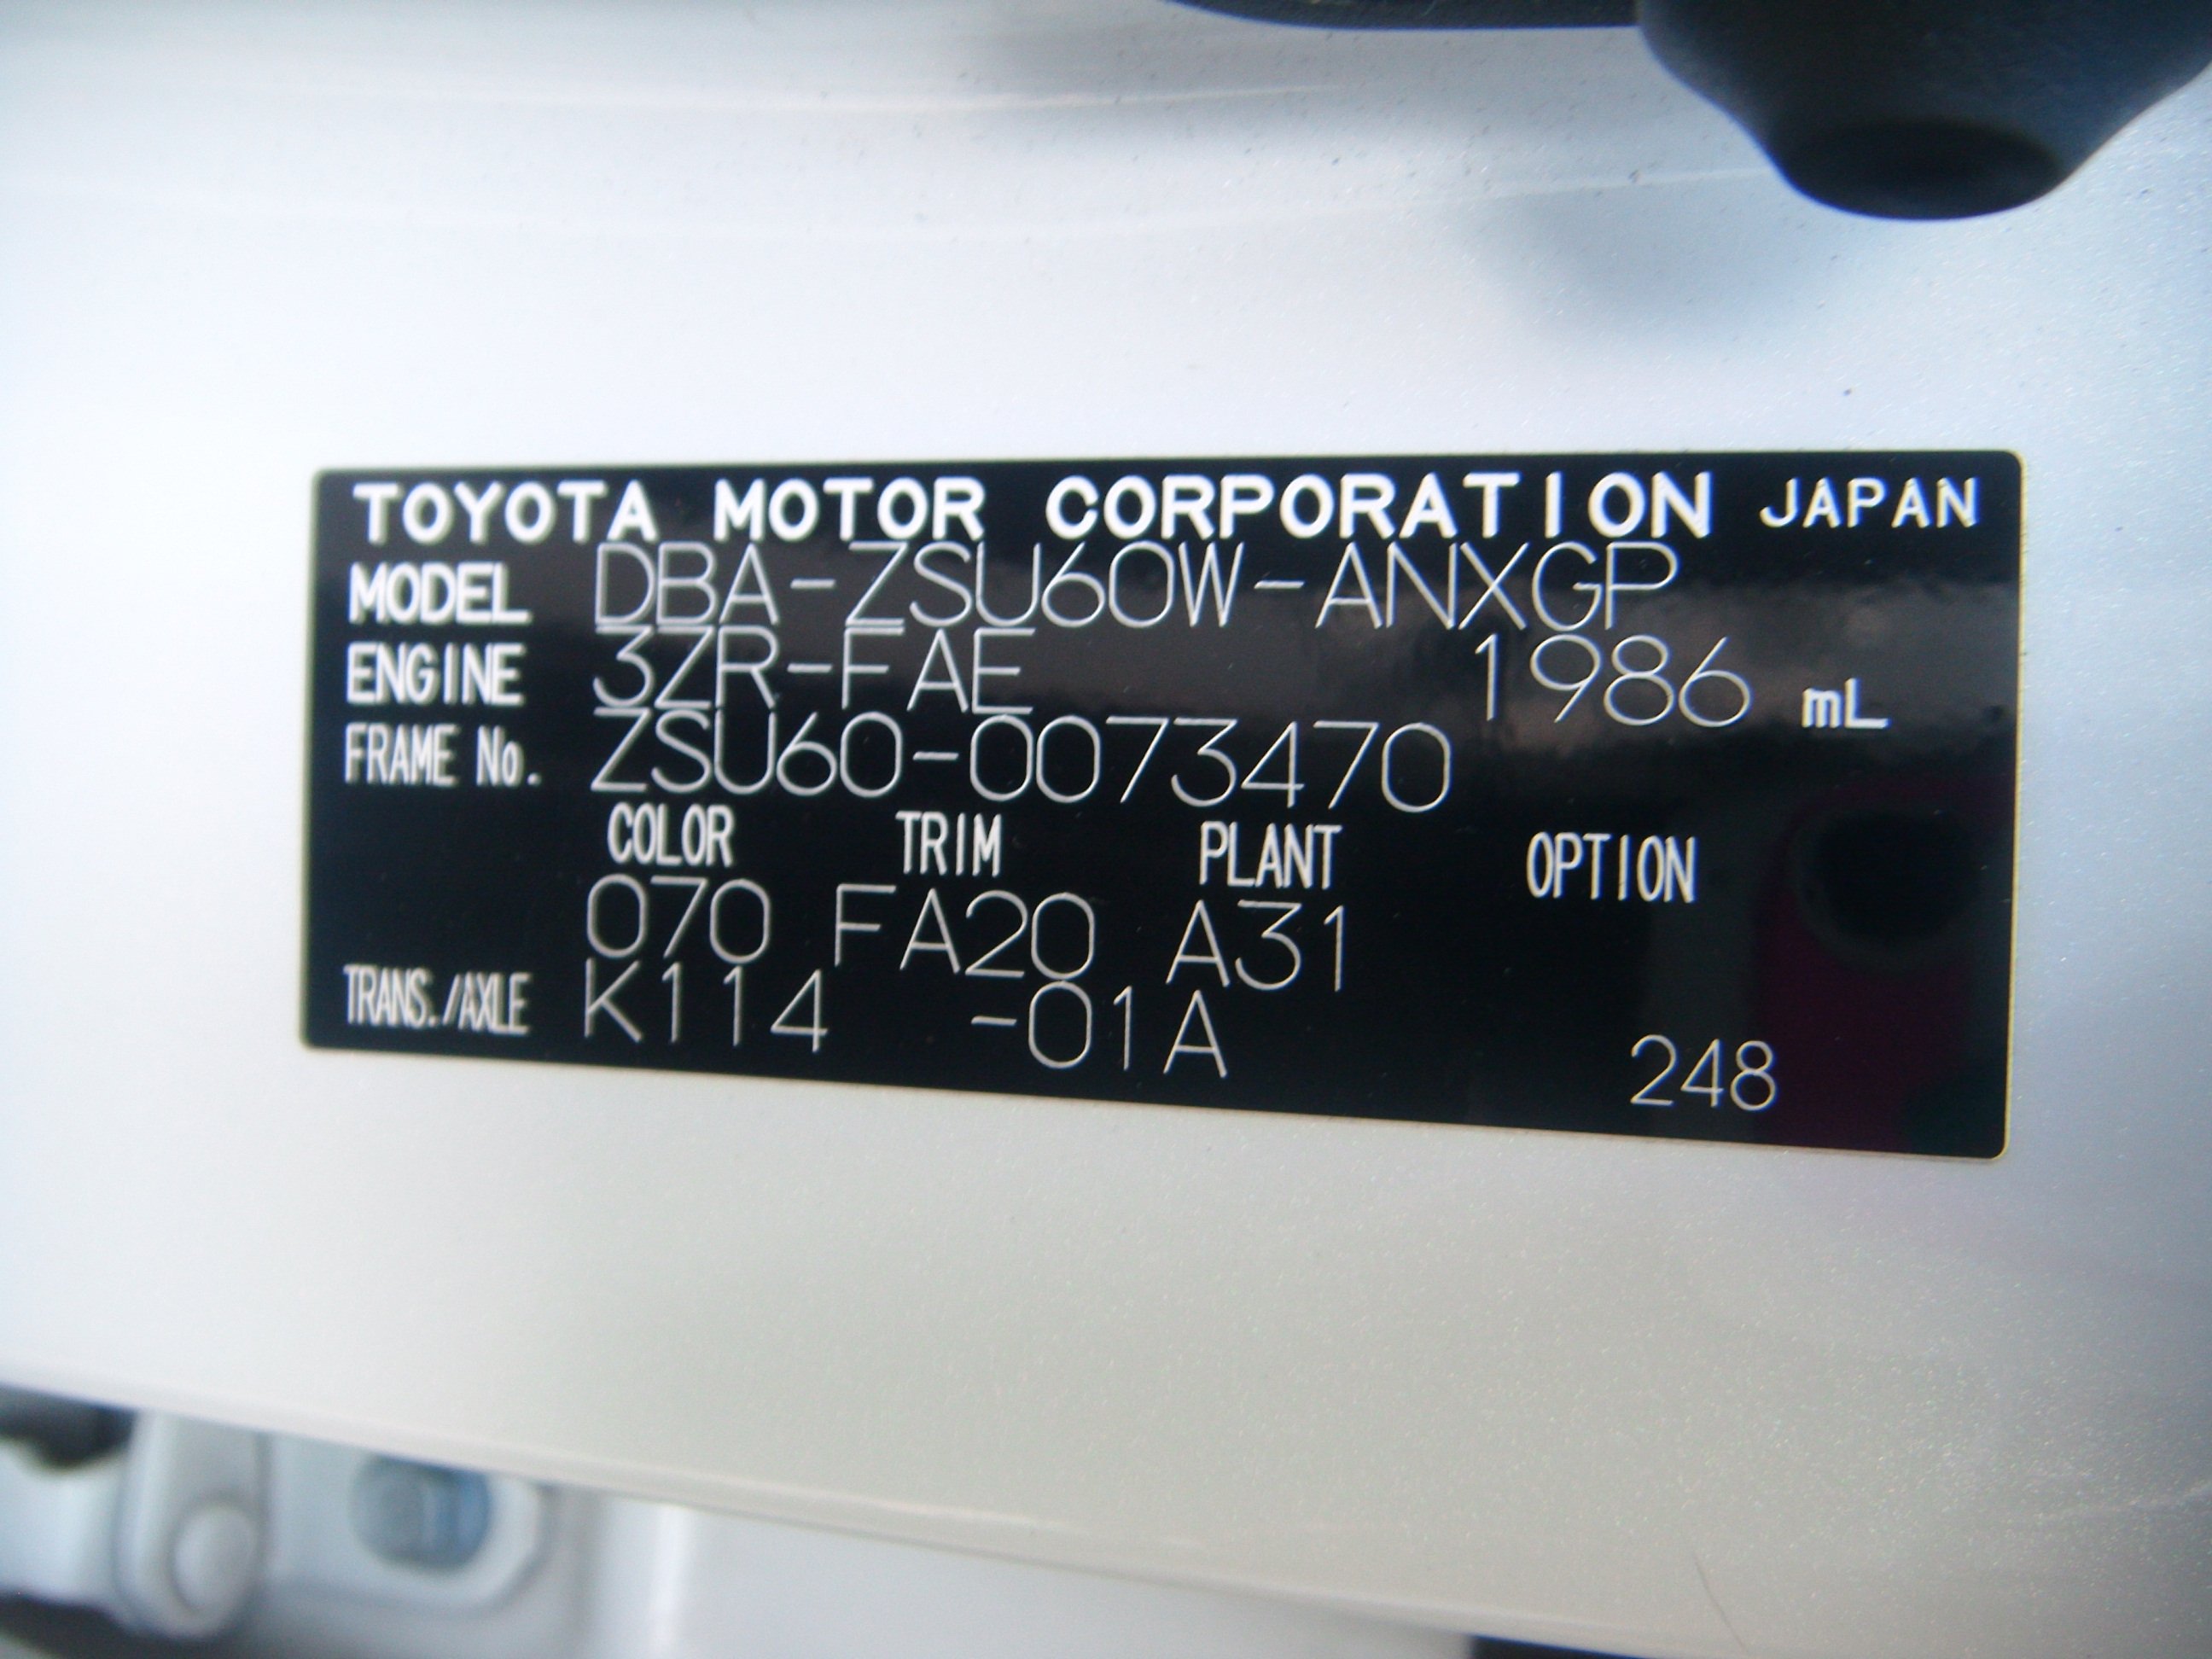 TOYOTA MOTOR CORPORATION JAPAN
MODEL DBA-ZSU60W-ANXGP
ENGINE 3ZR-FAE 1986 mL
FRAME No. ZSU60-0073470
COLOR TRIM PLANT OPTION
070 FA20 A31
TRANS./AXLE K114 -01A
248